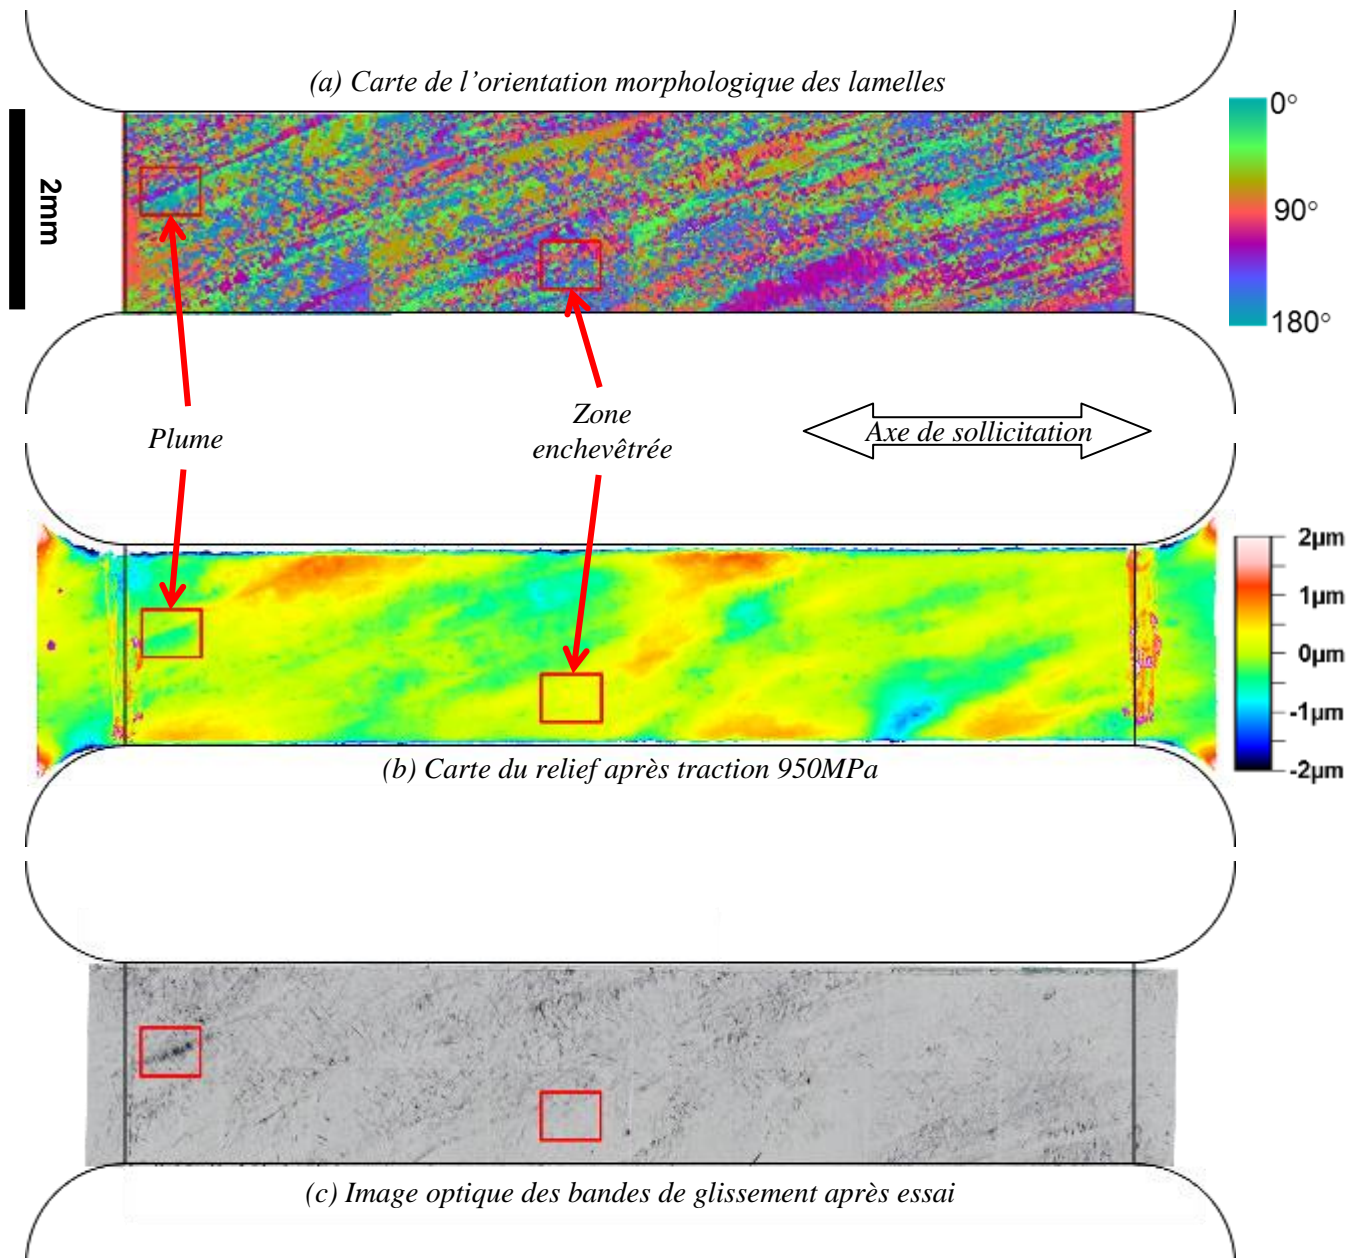 (a) Carte de l'orientation morphologique des lamelles
0°
90°
180°
2mm
Plume
Zone
enchevêtrée
Axe de sollicitation
2µm
1µm
0µm
-1µm
-2µm
(b) Carte du relief après traction 950MPa
(c) Image optique des bandes de glissement après essai